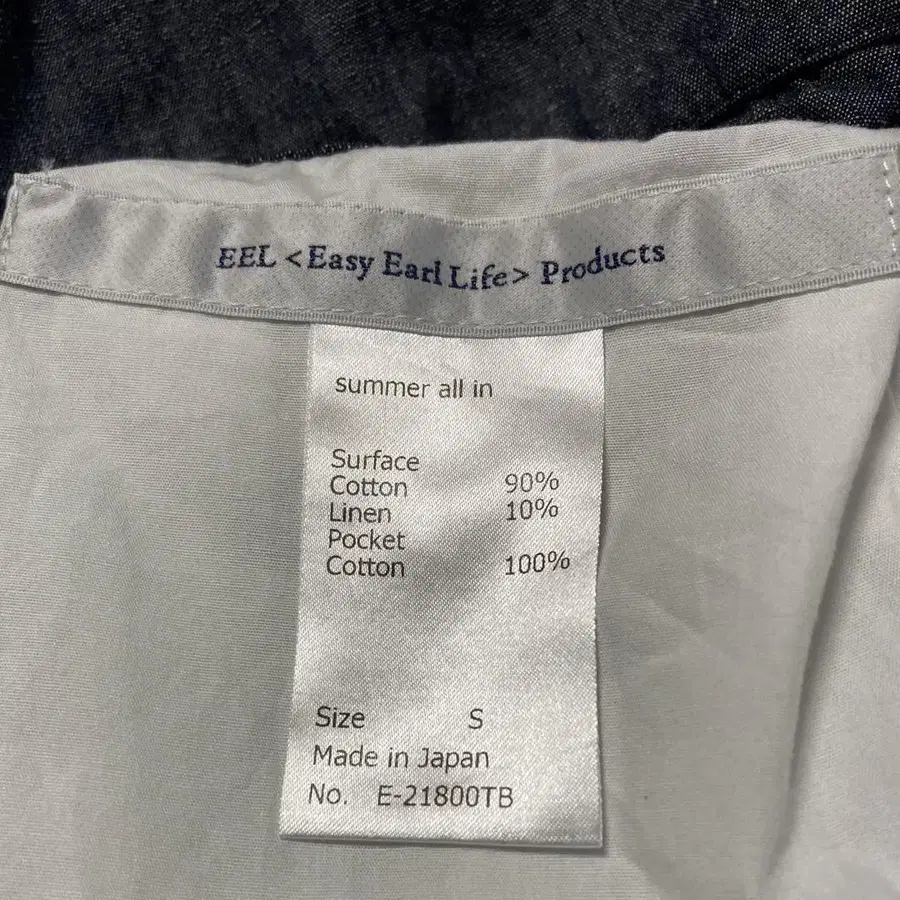 EEL <Easy Earl Life> Products
summer all in
Surface
Cotton 90%
Linen 10%
Pocket
Cotton 100%
Size S
Made in Japan
No. E-21800TB